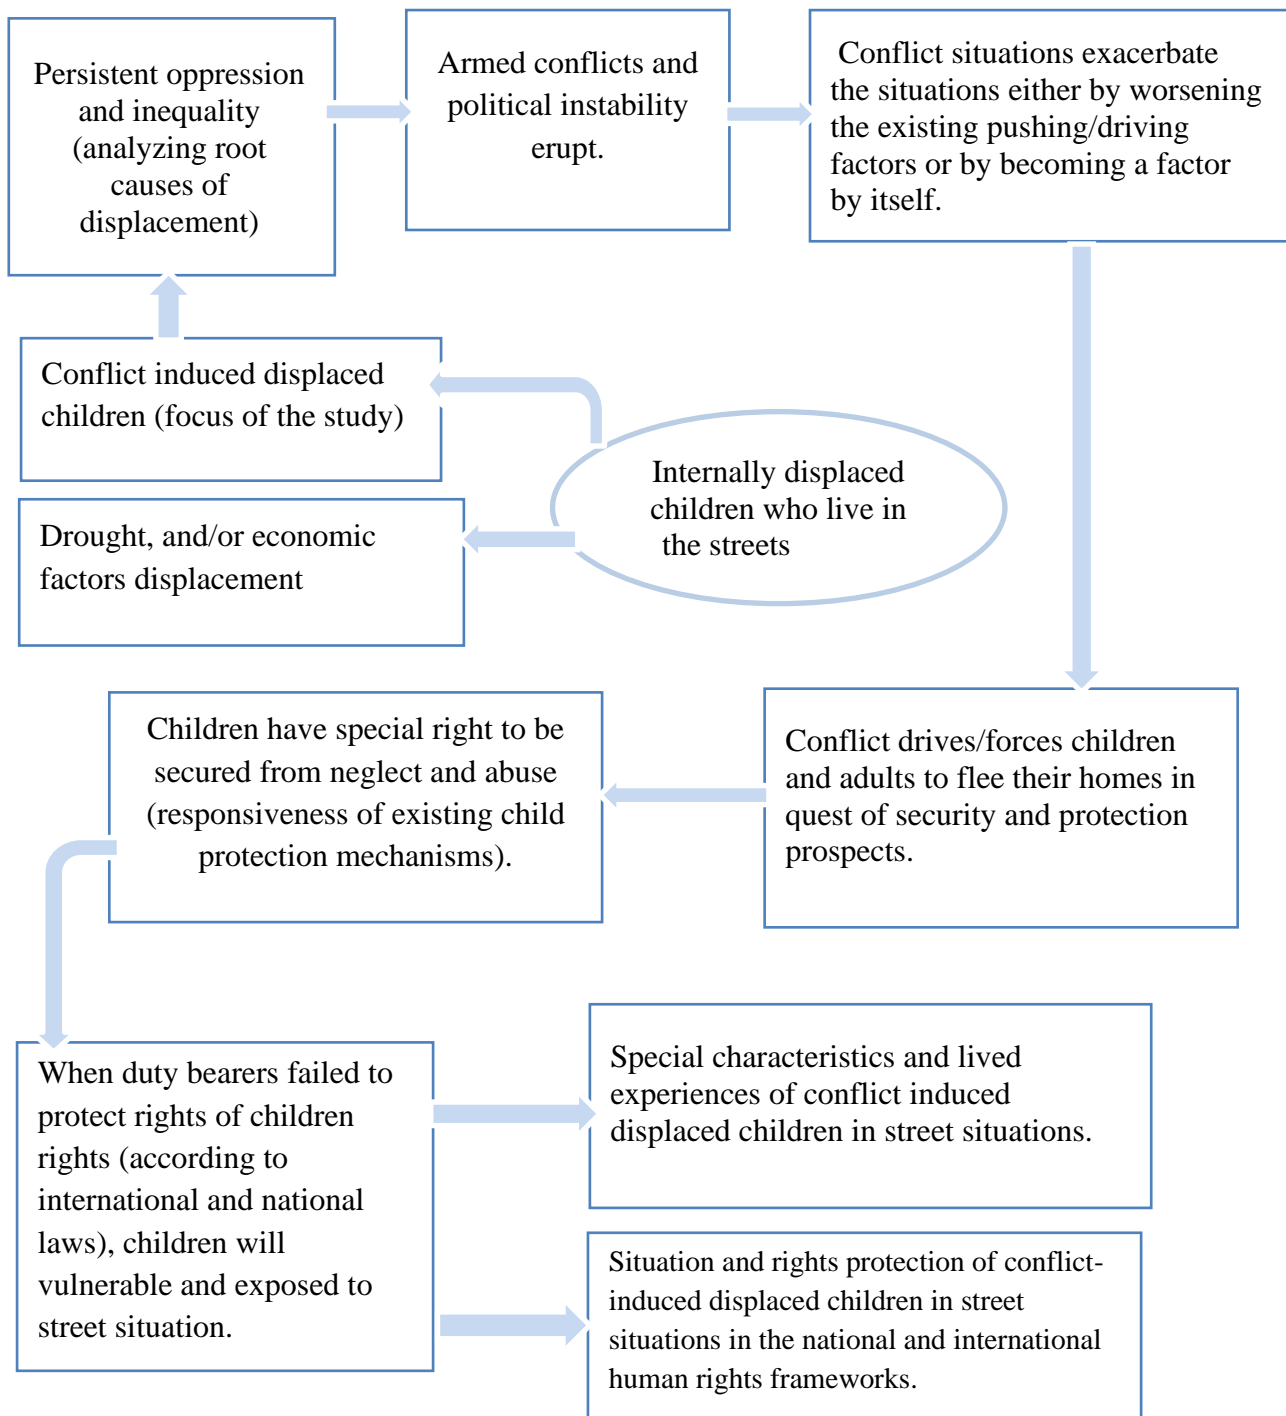 Persistent oppression
and inequality
(analyzing root
causes of
displacement)
Armed conflicts and
political instability
erupt.
Conflict situations exacerbate
the situations either by worsening
the existing pushing/driving
factors or by becoming a factor
by itself.
Conflict induced displaced
children (focus of the study)
Internally displaced
children who live in
the streets
Drought, and/or economic
factors displacement
Children have special right to be
secured from neglect and abuse
(responsiveness of existing child
protection mechanisms).
Conflict drives/forces children
and adults to flee their homes in
quest of security and protection
prospects.
When duty bearers failed to
protect rights of children
rights (according to
international and national
laws), children will
vulnerable and exposed to
street situation.
Special characteristics and lived
experiences of conflict induced
displaced children in street situations.
Situation and rights protection of conflict-
induced displaced children in street
situations in the national and international
human rights frameworks.